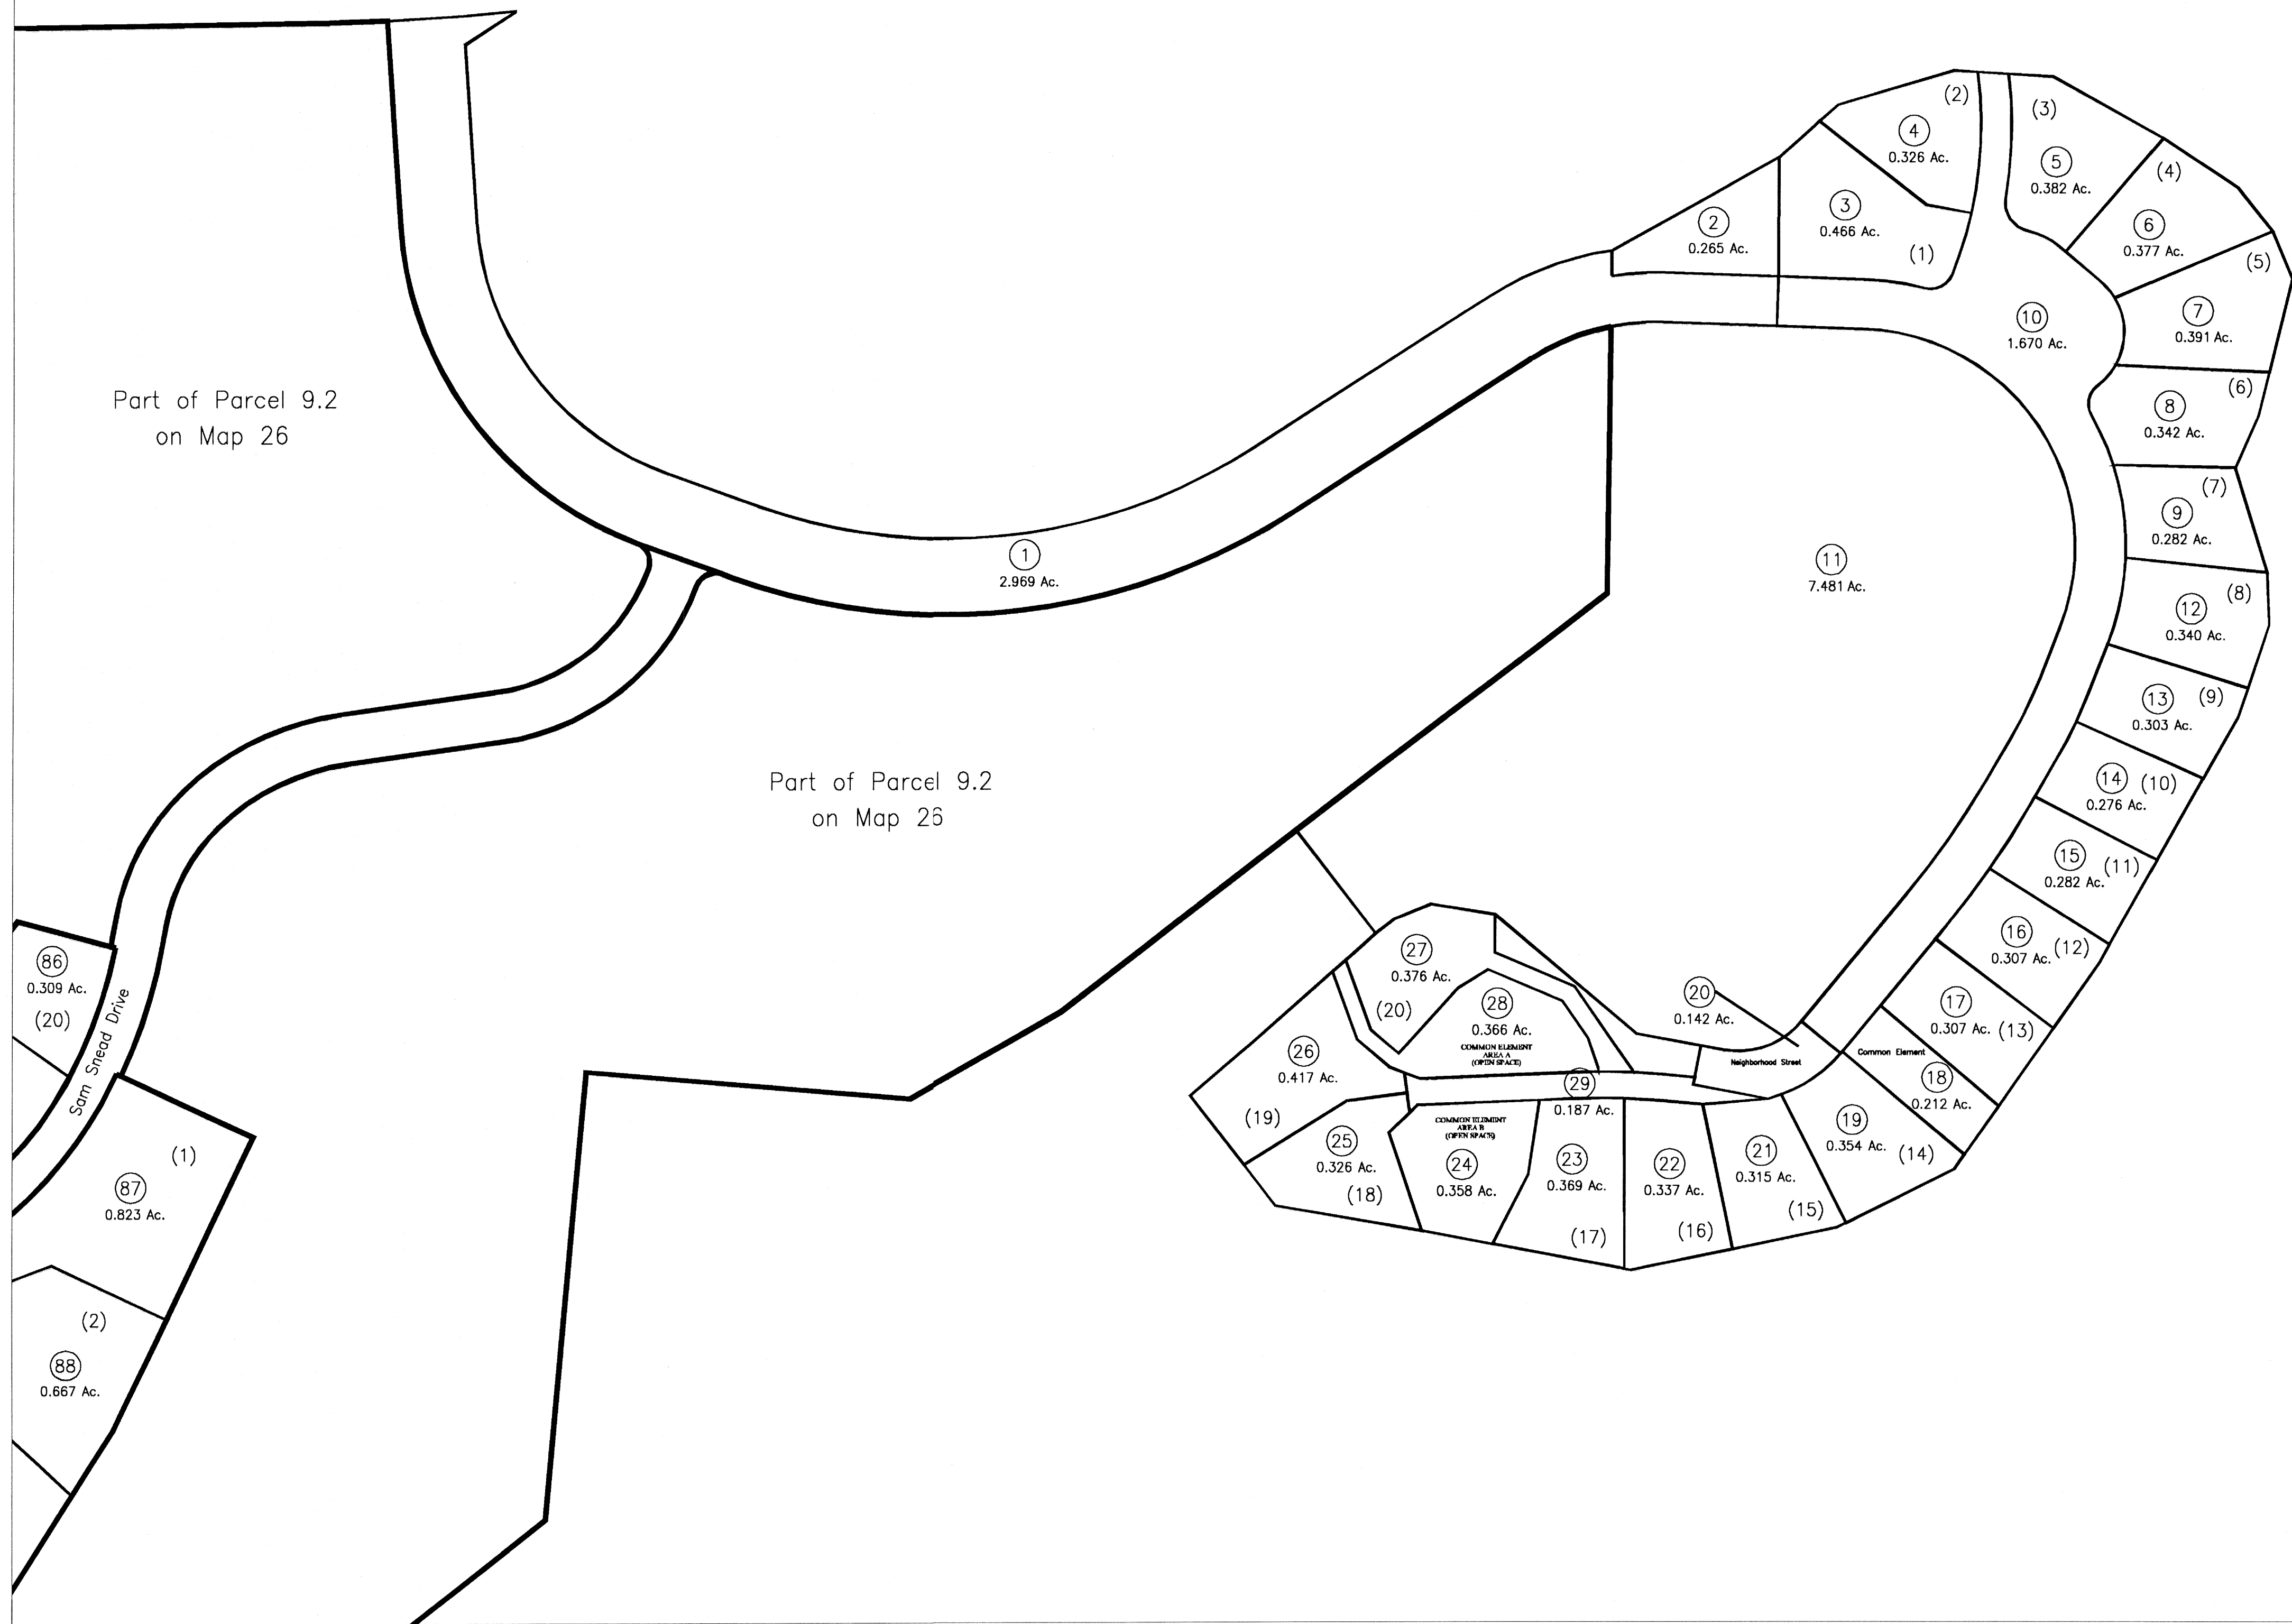 (2)
4
0.326 Ac.
(3)
5
0.382 Ac.
(4)
6
0.377 Ac.
3
0.466 Ac.
(1)
2
0.265 Ac.
(5)
7
0.391 Ac.
10
1.670 Ac.
(6)
8
0.342 Ac.
Part of Parcel 9.2
on Map 26
(7)
9
0.282 Ac.
1
2.969 Ac.
11
7.481 Ac.
(8)
12
0.340 Ac.
(9)
13
0.303 Ac.
Part of Parcel 9.2
on Map 26
14
(10)
0.276 Ac.
15
(11)
0.282 Ac.
16
(12)
0.307 Ac.
86
0.309 Ac.
(20)
Sam Snead Drive
27
0.376 Ac.
(20)
28
0.366 Ac.
COMMON ELEMENT
AREA A
(OPEN SPACE)
20
0.142 Ac.
17
0.307 Ac.
(13)
Neighborhood Street
Common Element
18
0.212 Ac.
26
0.417 Ac.
(19)
29
0.187 Ac.
COMMON ELEMENT
AREA B
(OPEN SPACE)
24
0.358 Ac.
25
0.326 Ac.
(18)
23
0.369 Ac.
(17)
22
0.337 Ac.
(16)
21
0.315 Ac.
(15)
19
0.354 Ac.
(14)
(1)
87
0.823 Ac.
(2)
88
0.667 Ac.